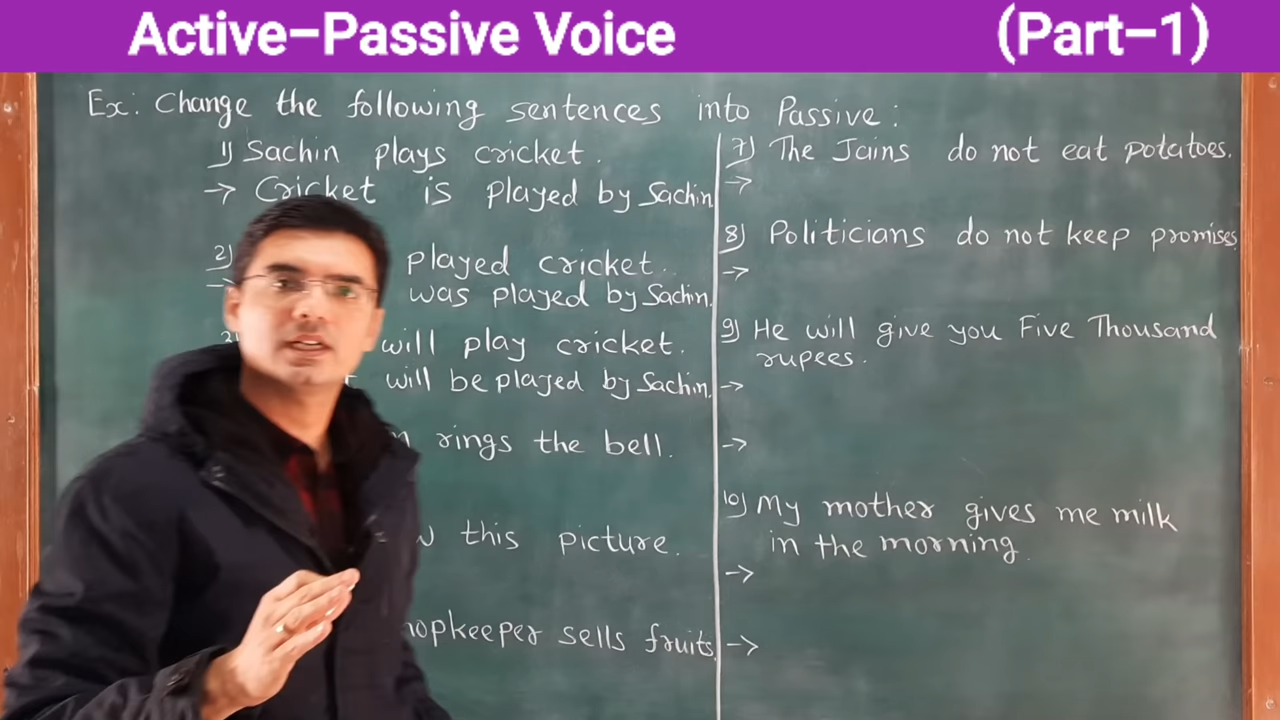 Active–Passive Voice (Part–1)
Ex: Change the following sentences into Passive:
1) Sachin plays cricket.
→ Cricket is played by Sachin
2) played cricket.
→ was played by Sachin.
will play cricket.
will be played by Sachin.
rings the bell.
this picture.
sells fruits.
7) The Jains do not eat potatoes.
→
8) Politicians do not keep promises.
→
9) He will give you Five Thousand
rupees.
→
→
10) My mother gives me milk
in the morning.
→
→